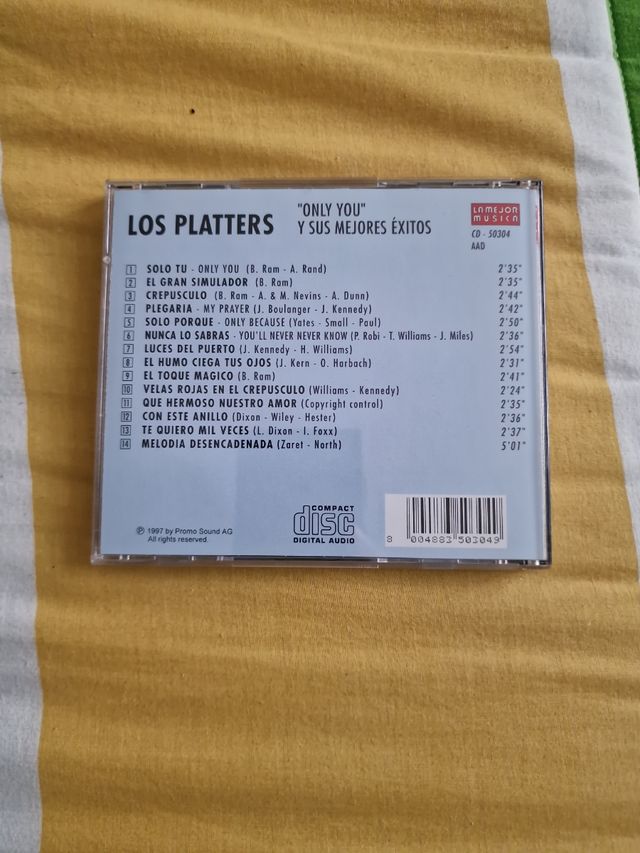 LOS PLATTERS
"ONLY YOU"
Y SUS MEJORES ÉXITOS
LA MEJOR
MUSICA
CD - 50304
AAD
1 SOLO TU - ONLY YOU (B. Ram - A. Rand) 2'35"
2 EL GRAN SIMULADOR (B. Ram) 2'35"
3 CREPUSCULO (B. Ram - A. & M. Nevins - A. Dunn) 2'44"
4 PLEGARIA - MY PRAYER (J. Boulanger - J. Kennedy) 2'42"
5 SOLO PORQUE - ONLY BECAUSE (Yates - Small - Paul) 2'50"
6 NUNCA LO SABRAS - YOU'LL NEVER NEVER KNOW (P. Robi - T. Williams - J. Miles) 2'36"
7 LUCES DEL PUERTO (J. Kennedy - H. Williams) 2'54"
8 EL HUMO CIEGA TUS OJOS (J. Kern - O. Harbach) 2'31"
9 EL TOQUE MAGICO (B. Ram) 2'41"
10 VELAS ROJAS EN EL CREPUSCULO (Williams - Kennedy) 2'24"
11 QUE HERMOSO NUESTRO AMOR (Copyright control) 2'35"
12 CON ESTE ANILLO (Dixon - Wiley - Hester) 2'36"
13 TE QUIERO MIL VECES (L. Dixon - I. Foxx) 2'37"
14 MELODIA DESENCADENADA (Zaret - North) 5'01"
℗ 1997 by Promo Sound AG
All rights reserved.
COMPACT
disc
DIGITAL AUDIO
8 004883 503049